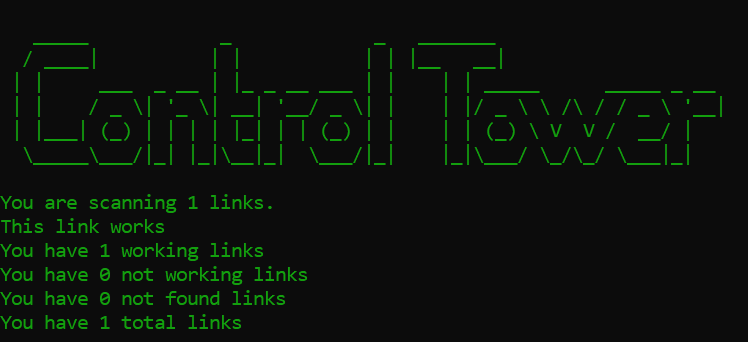 Control Tower
You are scanning 1 links.
This link works
You have 1 working links
You have 0 not working links
You have 0 not found links
You have 1 total links